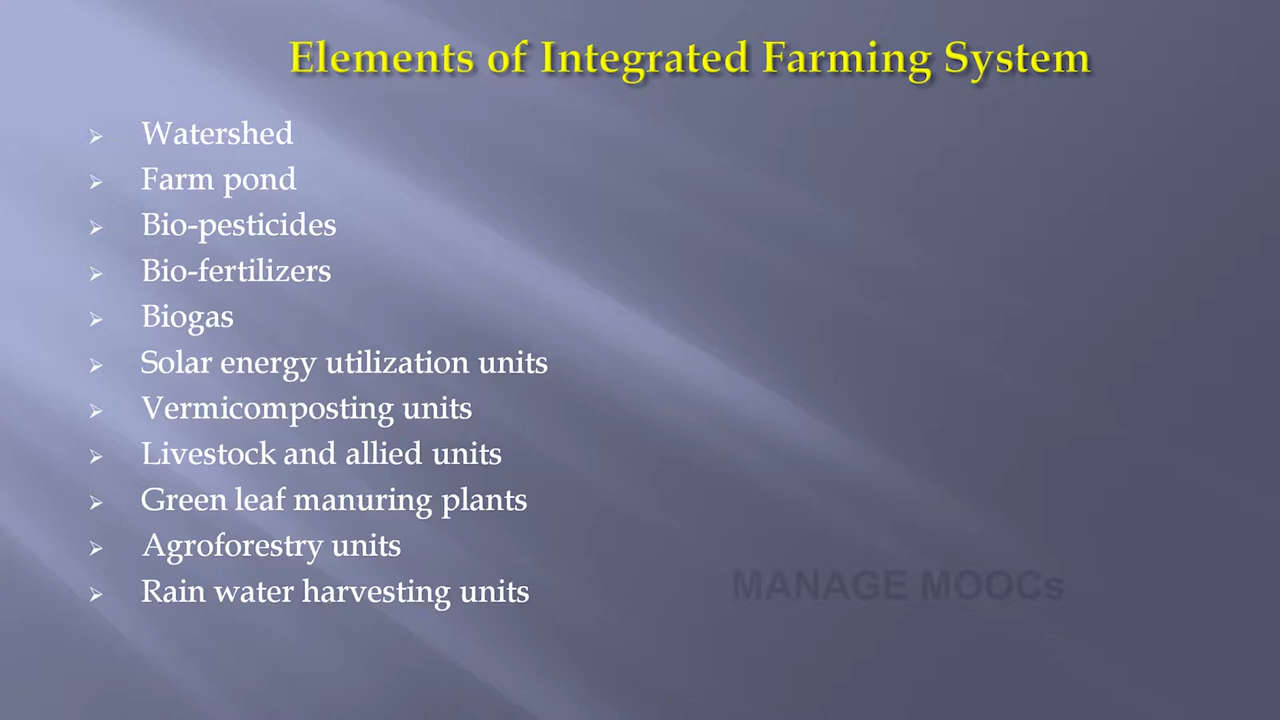 Elements of Integrated Farming System
Watershed
Farm pond
Bio-pesticides
Bio-fertilizers
Biogas
Solar energy utilization units
Vermicomposting units
Livestock and allied units
Green leaf manuring plants
Agroforestry units
Rain water harvesting units
MANAGE MOOCs